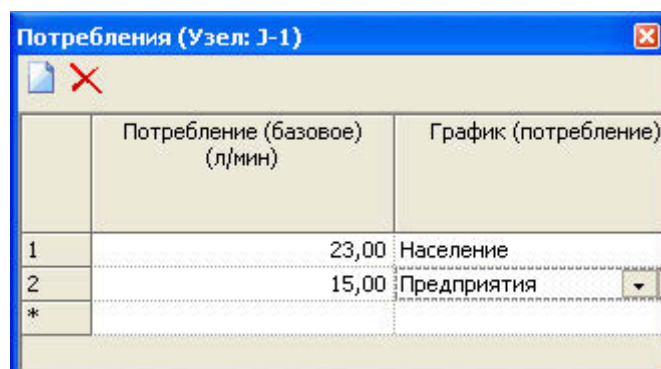 Потребления (Узел: J-1)
Потребление (базовое) График (потребление)
(л/мин)
1 23,00 Население
2 15,00 Предприятия
*